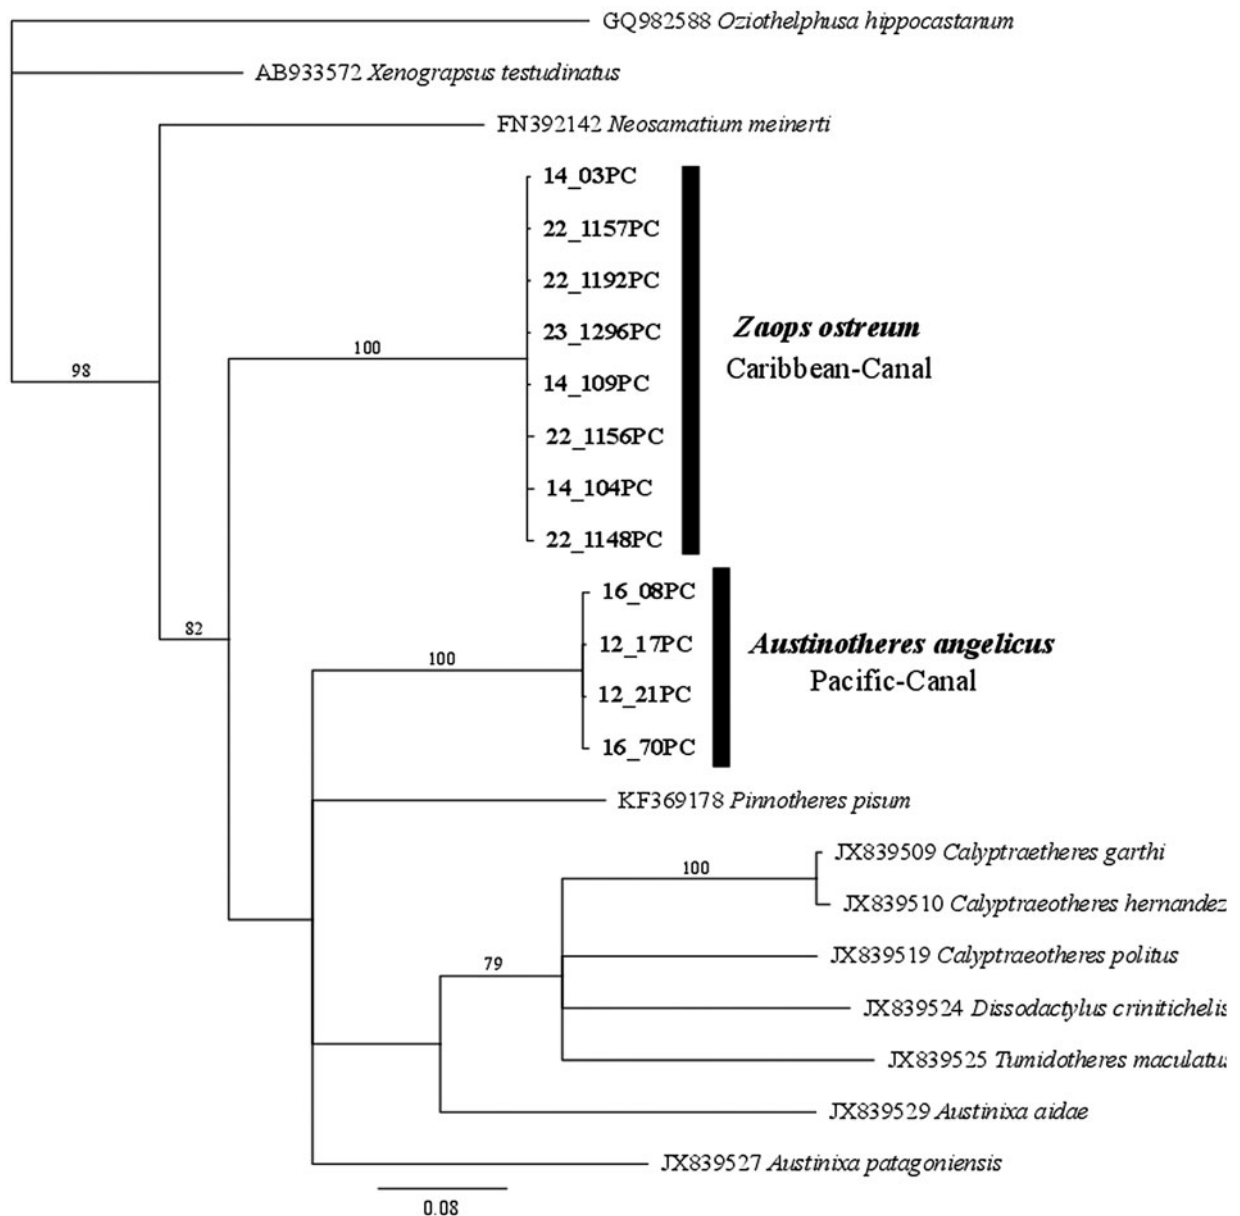 GQ982588 Oziothelphusa hippocastanum
AB933572 Xenograpsus testudinatus
FN392142 Neosamatium meinerti
14_03PC
22_1157PC
22_1192PC
23_1296PC
Zaops ostreum
100
Caribbean-Canal
98
14_109PC
22_1156PC
14_104PC
22_1148PC
16_08PC
82
12_17PC
Austinotheres angelicus
100
Pacific-Canal
12_21PC
16_70PC
KF369178 Pinnotheres pisum
JX839509 Calyptraetheres garthi
100
JX839510 Calyptraeotheres hernandez
JX839519 Calyptraeotheres politus
79
JX839524 Dissodactylus crinitichelis
JX839525 Tumidotheres maculatus
JX839529 Austinixa aidae
JX839527 Austinixa patagoniensis
0.08